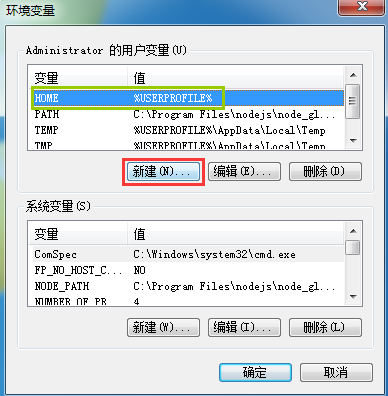 环境变量
Administrator 的用户变量(U)
变量 值
HOME %USERPROFILE%
PATH C:\Program Files\nodejs\node_gl...
TEMP %USERPROFILE%\AppData\Local\Temp
TMP %USERPROFILE%\AppData\Local\Temp
新建(N)... 编辑(E)... 删除(D)
系统变量(S)
变量 值
ComSpec C:\Windows\system32\cmd.exe
FP_NO_HOST_C... NO
NODE_PATH C:\Program Files\nodejs\node_gl...
NUMBER_OF_PR... 4
新建(W)... 编辑(I)... 删除(L)
确定 取消